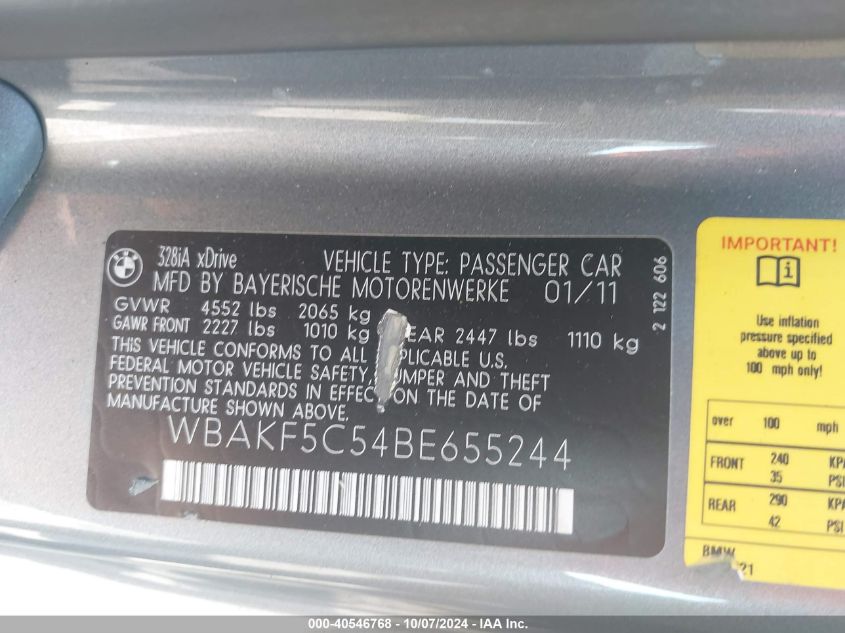 BMW
328iA xDrive
VEHICLE TYPE: PASSENGER CAR
MFD BY BAYERISCHE MOTORENWERKE 01/11
GVWR 4552 lbs 2065 kg
GAWR FRONT 2227 lbs 1010 kg EAR 2447 lbs 1110 kg
THIS VEHICLE CONFORMS TO ALL PLICABLE U.S.
FEDERAL MOTOR VEHICLE SAFETY, UMPER AND THEFT
PREVENTION STANDARDS IN EFFECT ON THE DATE OF
MANUFACTURE SHOWN ABOVE.
WBAKF5C54BE655244
2 122 606
IMPORTANT!
i
Use inflation
pressure specified
above up to
100 mph only!
over 100 mph
FRONT 240 KPA
35 PSI
REAR 290 KPA
42 PSI
BMW
21
000-40546768 - 10/07/2024 - IAA Inc.